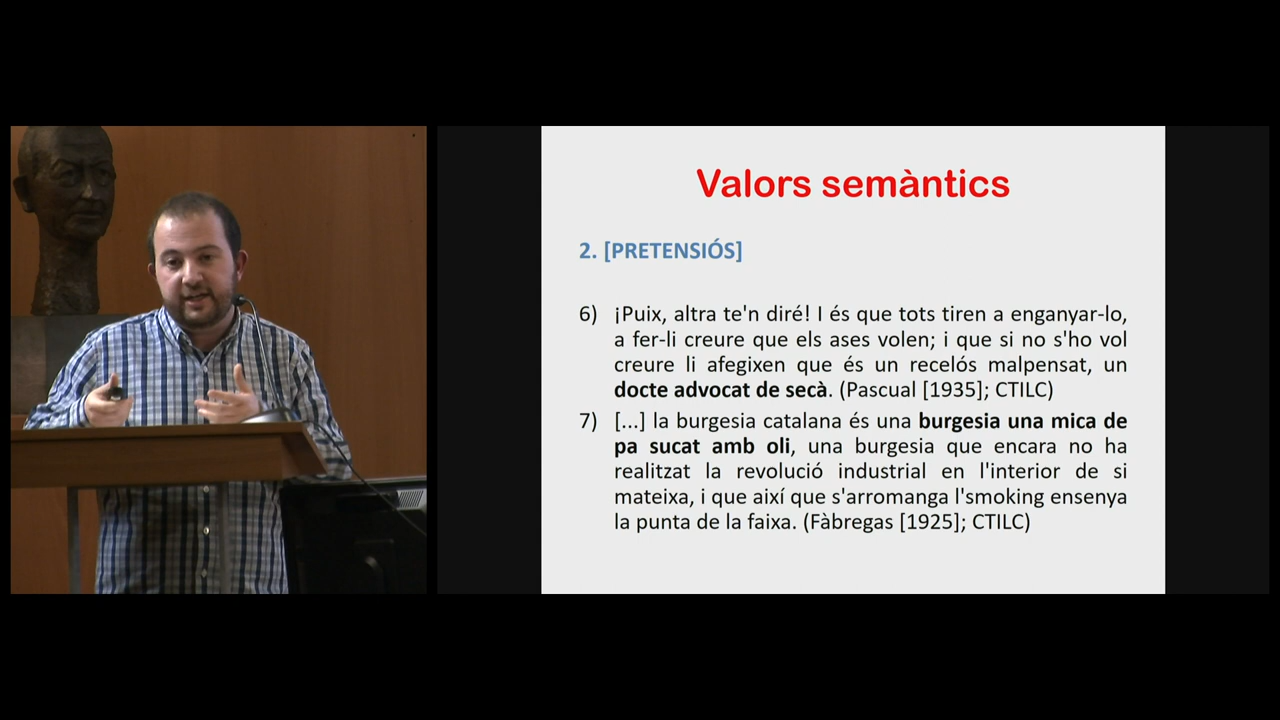 Valors semàntics
2. [PRETENSIÓS]
6) ¡Puix, altra te'n diré! I és que tots tiren a enganyar-lo,
a fer-li creure que els ases volen; i que si no s'ho vol
creure li afegixen que és un recelós malpensat, un
docte advocat de secà. (Pascual [1935]; CTILC)
7) [...] la burgesia catalana és una burgesia una mica de
pa sucat amb oli, una burgesia que encara no ha
realitzat la revolució industrial en l'interior de si
mateixa, i que així que s'arromanga l'smoking ensenya
la punta de la faixa. (Fàbregas [1925]; CTILC)